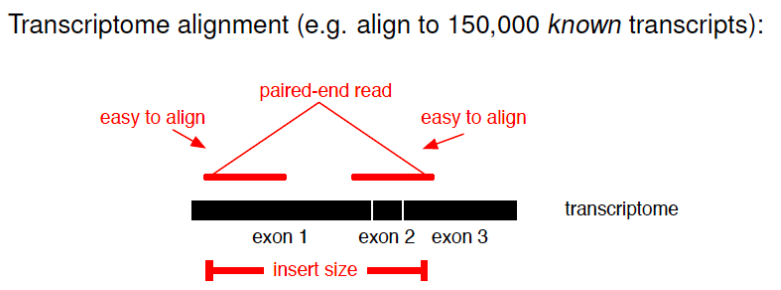 Transcriptome alignment (e.g. align to 150,000 known transcripts):
paired-end read
easy to align
easy to align
transcriptome
exon 1
exon 2
exon 3
insert size